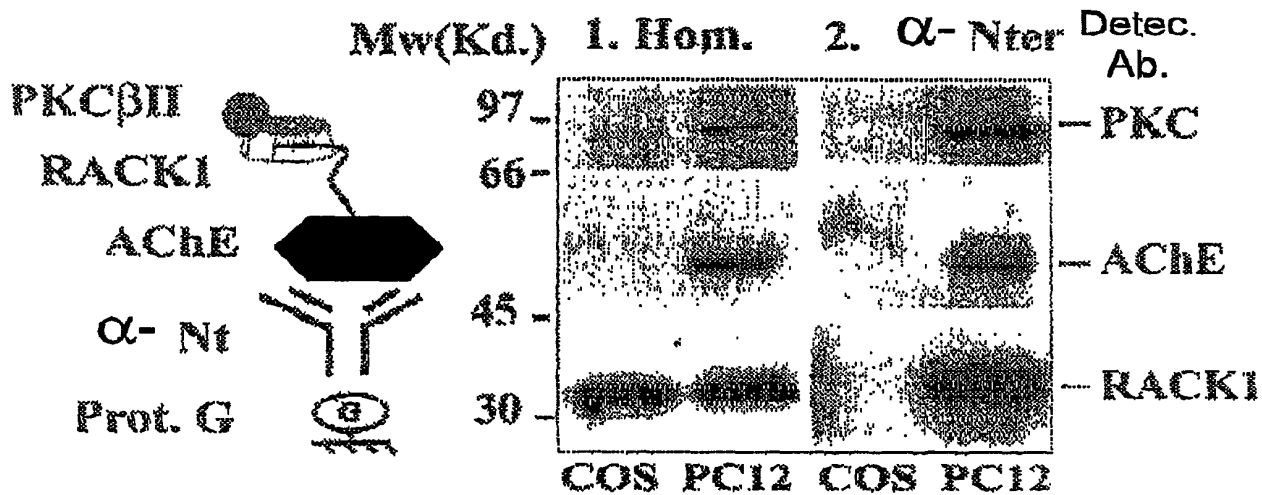 Mw(Kd.) 1. Hom. 2. α- Nter Detec. Ab.
PKCβII
RACK1
AChE
α- Nt
Prot. G
G
97
66
45
30
PKC
AChE
RACK1
COS PC12 COS PC12